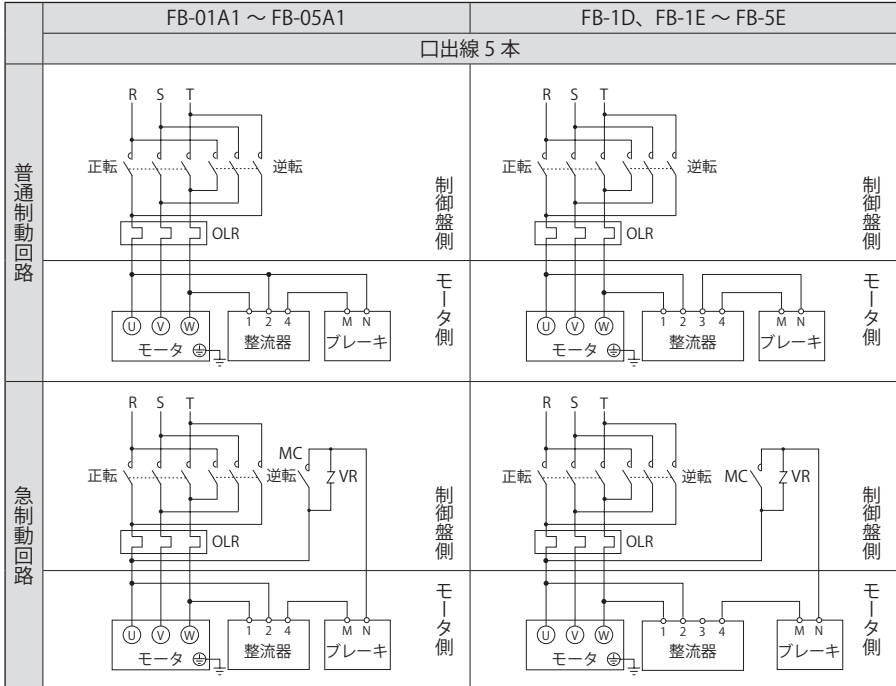 FB-01A1 ～ FB-05A1
FB-1D、FB-1E ～ FB-5E
口出線 5 本
普通制動回路
R S T
正転
逆転
OLR
制御盤側
モータ側
U V W
モータ
1 2 4
整流器
M N
ブレーキ
R S T
正転
逆転
OLR
制御盤側
モータ側
U V W
モータ
1 2 3 4
整流器
M N
ブレーキ
急制動回路
R S T
MC
正転
逆転
VR
OLR
制御盤側
モータ側
U V W
モータ
1 2 4
整流器
M N
ブレーキ
R S T
正転
逆転
MC
VR
OLR
制御盤側
モータ側
U V W
モータ
1 2 3 4
整流器
M N
ブレーキ